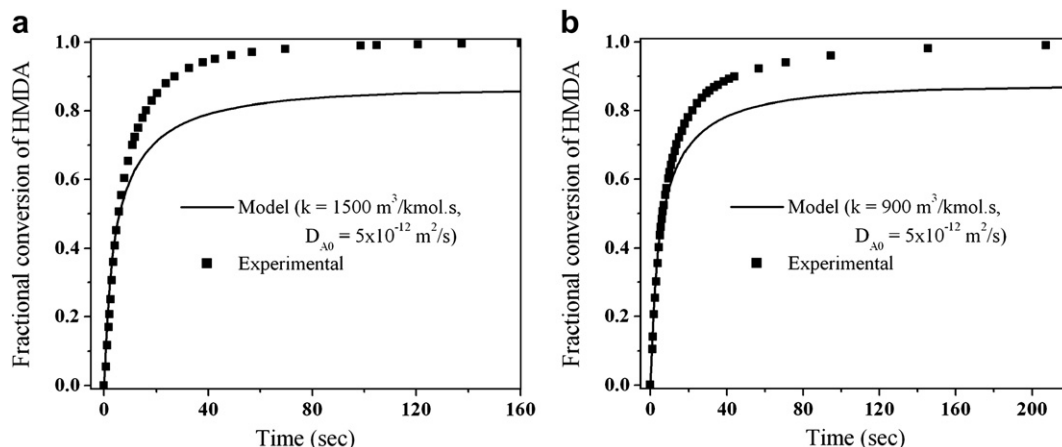 a
1.0
0.8
0.6
0.4
0.2
0.0
Fractional conversion of HMDA
Model (k = 1500 m³/kmol.s,
D_A0 = 5x10⁻¹² m²/s)
Experimental
0 40 80 120 160
Time (sec)
b
1.0
0.8
0.6
0.4
0.2
0.0
Fractional conversion of HMDA
Model (k = 900 m³/kmol.s,
D_A0 = 5x10⁻¹² m²/s)
Experimental
0 40 80 120 160 200
Time (sec)